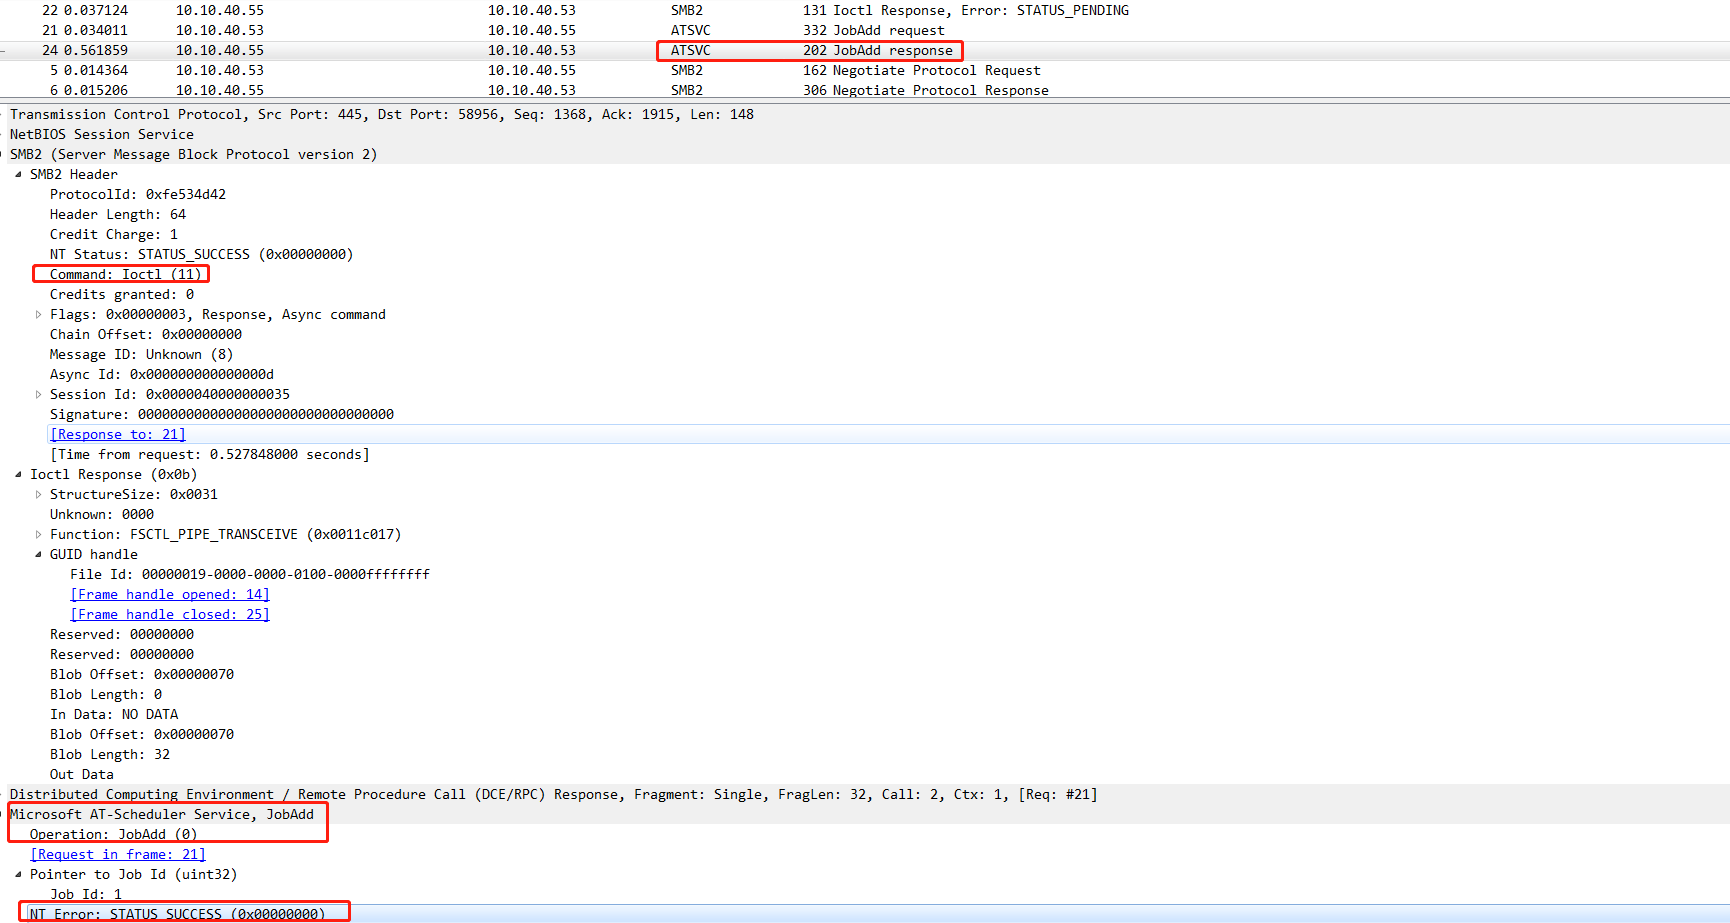 22 0.037124 10.10.40.55 10.10.40.53 SMB2 131 Ioctl Response, Error: STATUS_PENDING
21 0.034011 10.10.40.53 10.10.40.55 ATSVC 332 JobAdd request
24 0.561859 10.10.40.55 10.10.40.53 ATSVC 202 JobAdd response
5 0.014364 10.10.40.53 10.10.40.55 SMB2 162 Negotiate Protocol Request
6 0.015206 10.10.40.55 10.10.40.53 SMB2 306 Negotiate Protocol Response
Transmission Control Protocol, Src Port: 445, Dst Port: 58956, Seq: 1368, Ack: 1915, Len: 148
NetBIOS Session Service
SMB2 (Server Message Block Protocol version 2)
SMB2 Header
ProtocolId: 0xfe534d42
Header Length: 64
Credit Charge: 1
NT Status: STATUS_SUCCESS (0x00000000)
Command: Ioctl (11)
Credits granted: 0
Flags: 0x00000003, Response, Async command
Chain Offset: 0x00000000
Message ID: Unknown (8)
Async Id: 0x000000000000000d
Session Id: 0x0000040000000035
Signature: 00000000000000000000000000000000
[Response to: 21]
[Time from request: 0.527848000 seconds]
Ioctl Response (0x0b)
StructureSize: 0x0031
Unknown: 0000
Function: FSCTL_PIPE_TRANSCEIVE (0x0011c017)
GUID handle
File Id: 00000019-0000-0000-0100-0000ffffffff
[Frame handle opened: 14]
[Frame handle closed: 25]
Reserved: 00000000
Reserved: 00000000
Blob Offset: 0x00000070
Blob Length: 0
In Data: NO DATA
Blob Offset: 0x00000070
Blob Length: 32
Out Data
Distributed Computing Environment / Remote Procedure Call (DCE/RPC) Response, Fragment: Single, FragLen: 32, Call: 2, Ctx: 1, [Req: #21]
Microsoft AT-Scheduler Service, JobAdd
Operation: JobAdd (0)
[Request in frame: 21]
Pointer to Job Id (uint32)
Job Id: 1
NT Error: STATUS_SUCCESS (0x00000000)